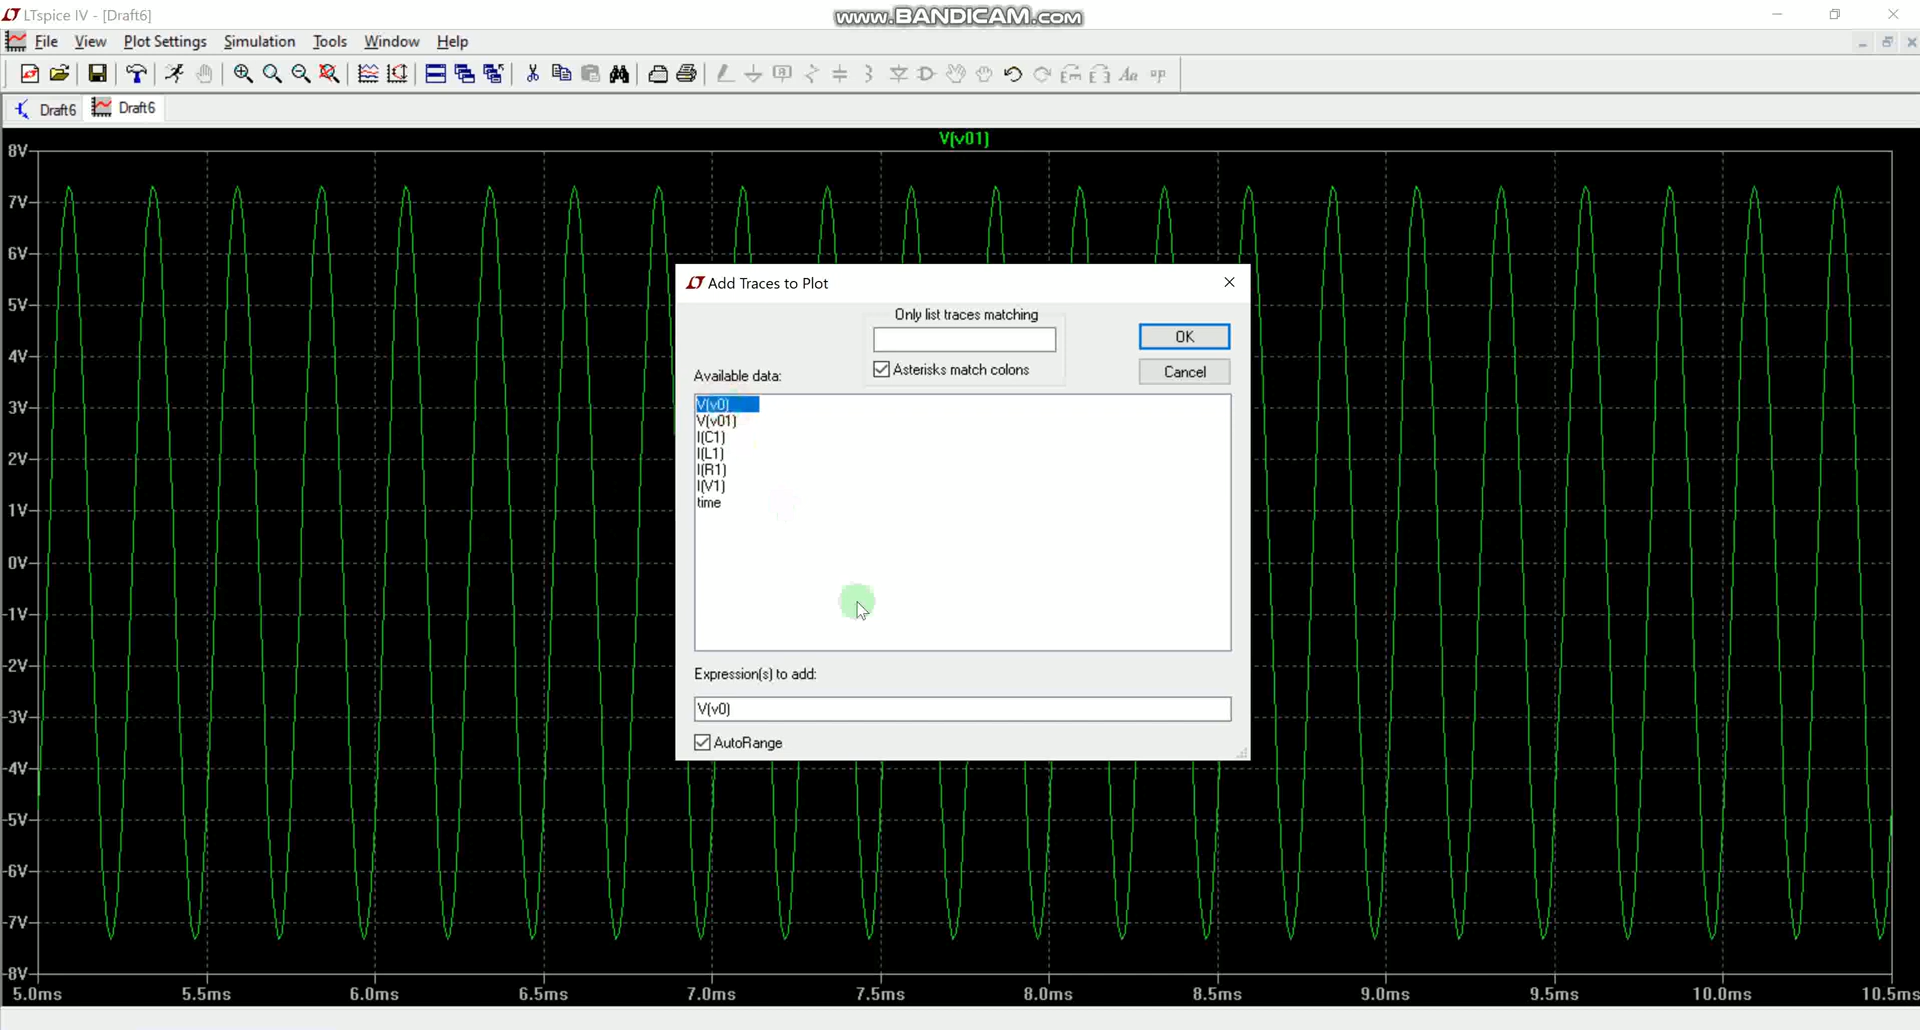 LTspice IV - [Draft6]
www.BANDICAM.com
File View Plot Settings Simulation Tools Window Help
Draft6 Draft6
V(v01)
8V
7V
6V
5V
4V
3V
2V
1V
0V
-1V
-2V
-3V
-4V
-5V
-6V
-7V
-8V
5.0ms 5.5ms 6.0ms 6.5ms 7.0ms 7.5ms 8.0ms 8.5ms 9.0ms 9.5ms 10.0ms 10.5ms
Add Traces to Plot
Only list traces matching
OK
Asterisks match colons
Cancel
Available data:
V(v0)
V(v01)
I(C1)
I(L1)
I(R1)
I(V1)
time
Expression(s) to add:
V(v0)
AutoRange